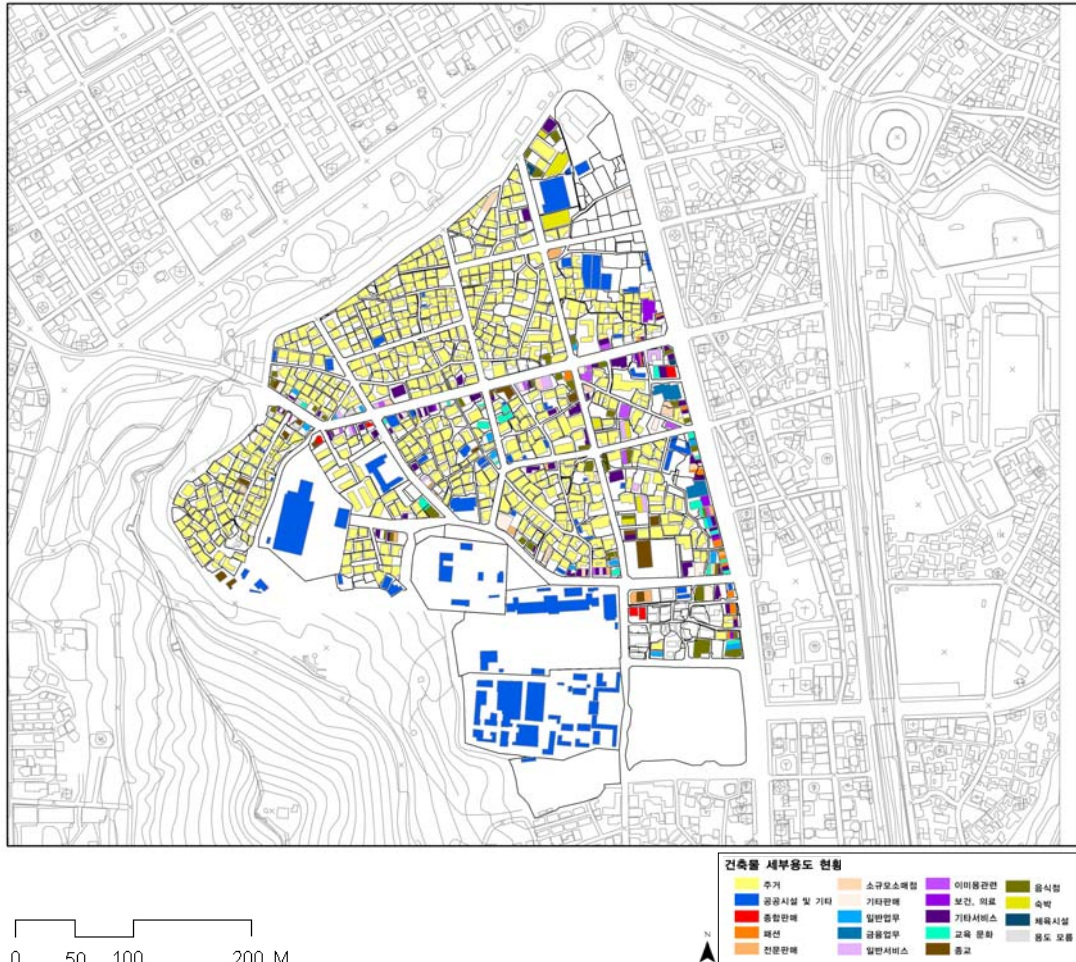 건축물 세부용도 현황
주거
공공시설 및 기타
종합판매
패션
전문판매
소규모소매점
기타판매
일반업무
금융업무
일반서비스
이미용관련
보건, 의료
기타서비스
교육 문화
종교
음식점
숙박
체육시설
용도 모름
N
0 50 100 200 M